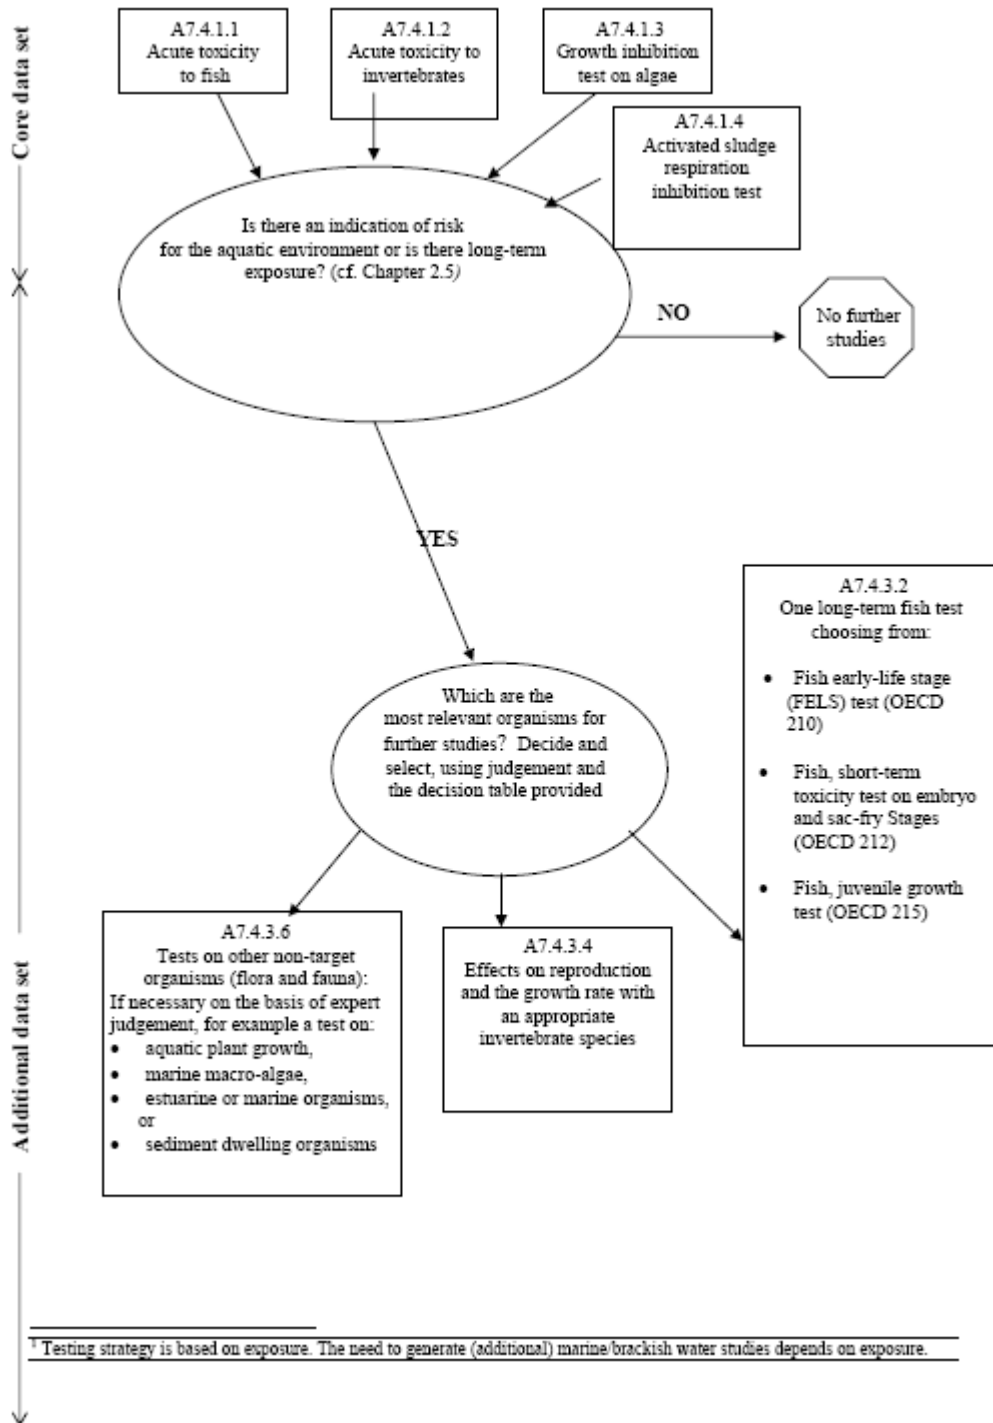 Core data set
A7.4.1.1
Acute toxicity
to fish
A7.4.1.2
Acute toxicity to
invertebrates
A7.4.1.3
Growth inhibition
test on algae
A7.4.1.4
Activated sludge
respiration
inhibition test
Is there an indication of risk
for the aquatic environment or is there long-term
exposure? (cf. Chapter 2.5)
NO
No further
studies
YES
A7.4.3.2
One long-term fish test
choosing from:
• Fish early-life stage
(FELS) test (OECD
210)
• Fish, short-term
toxicity test on embryo
and sac-fry Stages
(OECD 212)
• Fish, juvenile growth
test (OECD 215)
Which are the
most relevant organisms for
further studies? Decide and
select, using judgement and
the decision table provided
Additional data set
A7.4.3.6
Tests on other non-target
organisms (flora and fauna):
If necessary on the basis of expert
judgement, for example a test on:
• aquatic plant growth,
• marine macro-algae,
• estuarine or marine organisms,
or
• sediment dwelling organisms
A7.4.3.4
Effects on reproduction
and the growth rate with
an appropriate
invertebrate species
1 Testing strategy is based on exposure. The need to generate (additional) marine/brackish water studies depends on exposure.